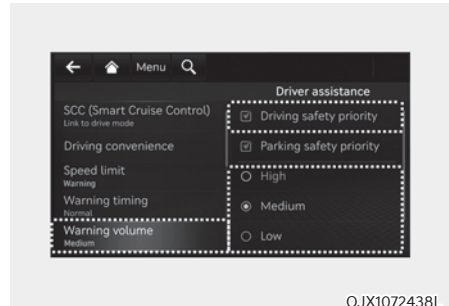 Menu
Driver assistance
SCC (Smart Cruise Control)
Link to drive mode
Driving convenience
Speed limit
Warning
Warning timing
Normal
Warning volume
Medium
Driving safety priority
Parking safety priority
High
Medium
Low
OJX1072438L